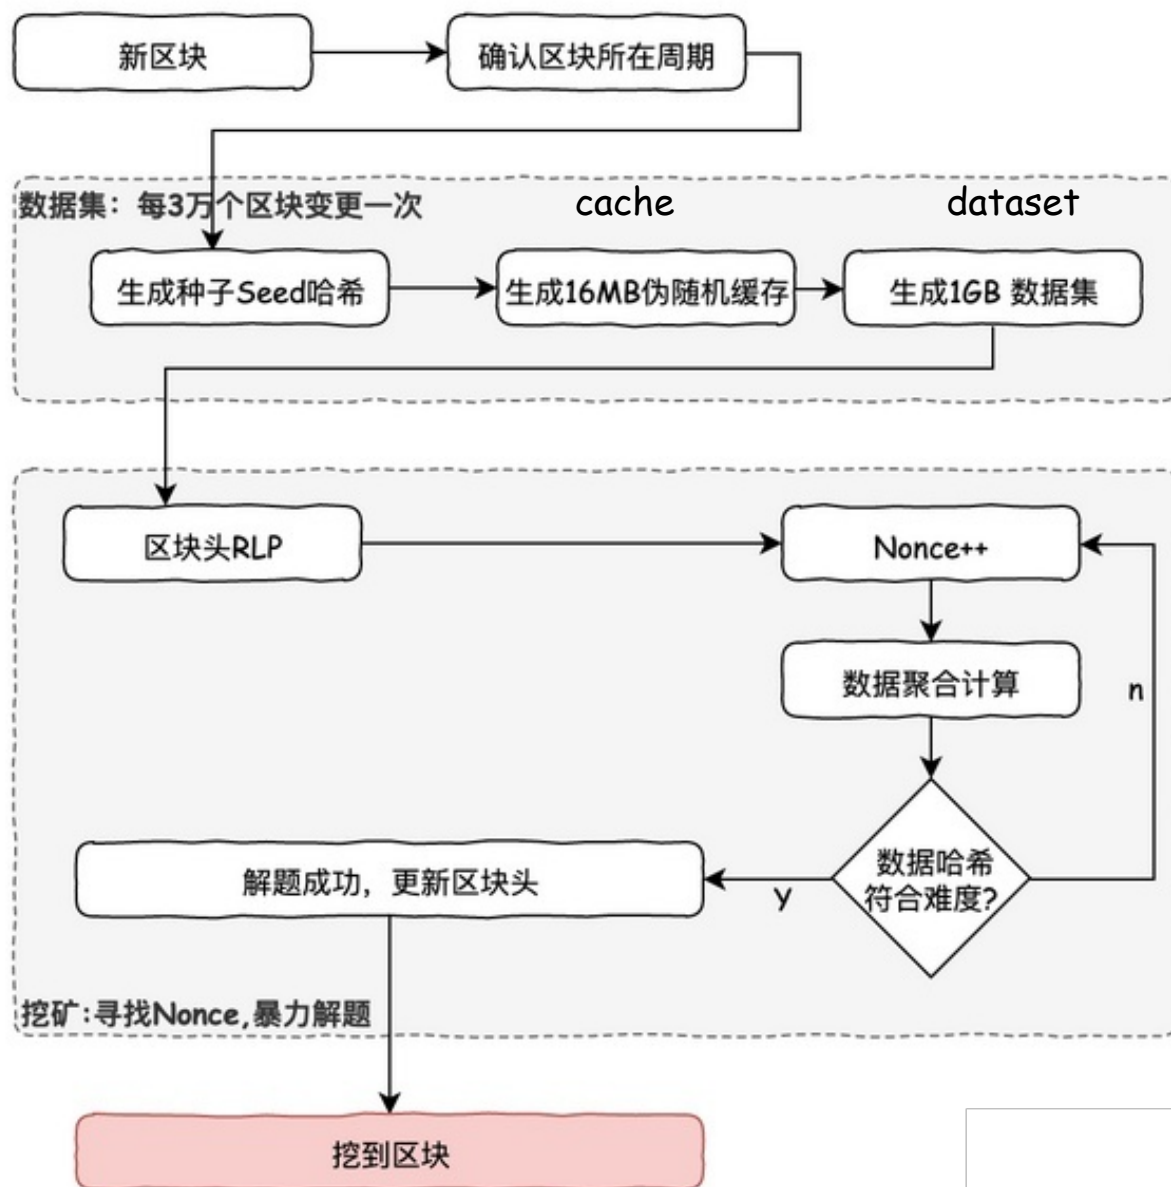 新区块
确认区块所在周期
数据集：每3万个区块变更一次
cache
dataset
生成种子Seed哈希
生成16MB伪随机缓存
生成1GB 数据集
区块头RLP
Nonce++
数据聚合计算
n
数据哈希
符合难度?
y
解题成功，更新区块头
挖矿:寻找Nonce,暴力解题
挖到区块